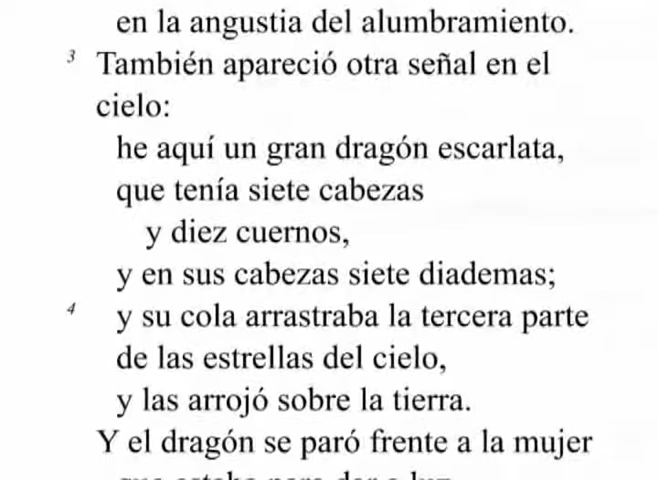 en la angustia del alumbramiento.
3 También apareció otra señal en el
cielo:
he aquí un gran dragón escarlata,
que tenía siete cabezas
y diez cuernos,
y en sus cabezas siete diademas;
4 y su cola arrastraba la tercera parte
de las estrellas del cielo,
y las arrojó sobre la tierra.
Y el dragón se paró frente a la mujer